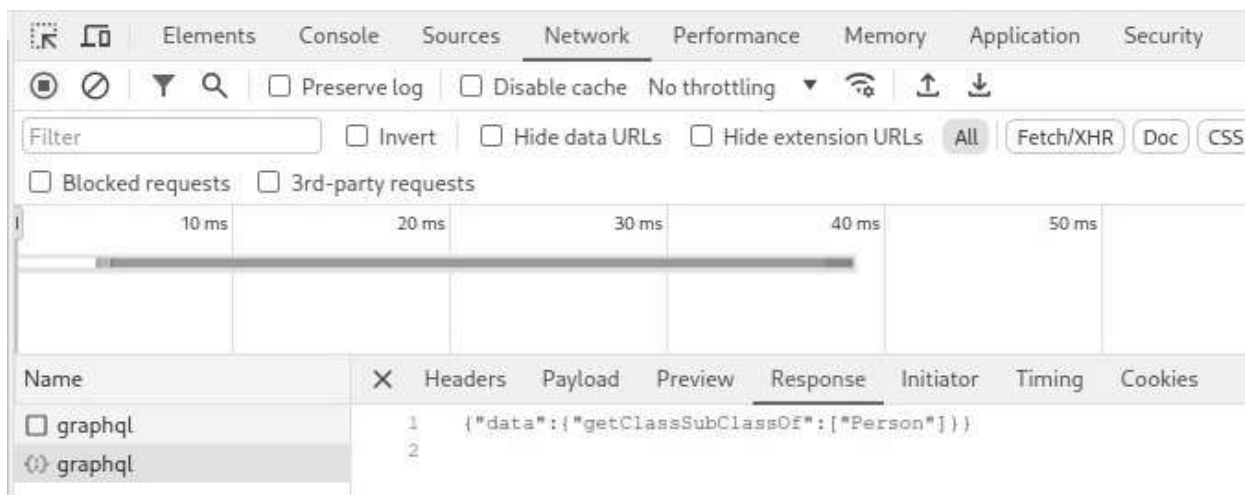 Elements Console Sources Network Performance Memory Application Security
Preserve log Disable cache No throttling
Filter Invert Hide data URLs Hide extension URLs All Fetch/XHR Doc CSS
Blocked requests 3rd-party requests
10 ms 20 ms 30 ms 40 ms 50 ms
Name Headers Payload Preview Response Initiator Timing Cookies
graphql 1 {"data":{"getClassSubClassOf":["Person"]}}
graphql 2